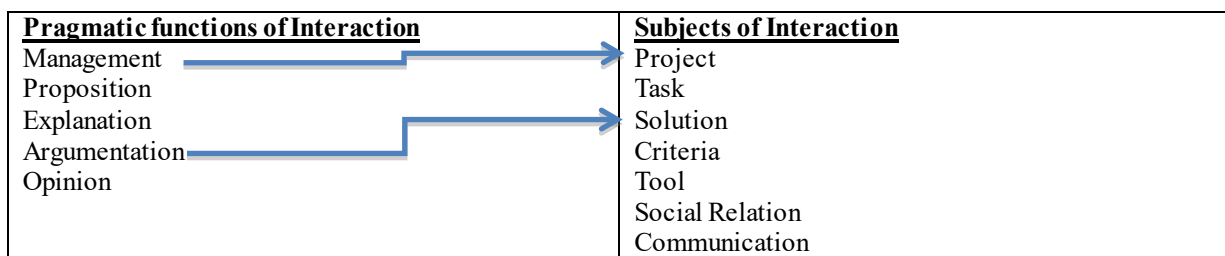 Pragmatic functions of Interaction
Management
Proposition
Explanation
Argumentation
Opinion
Subjects of Interaction
Project
Task
Solution
Criteria
Tool
Social Relation
Communication